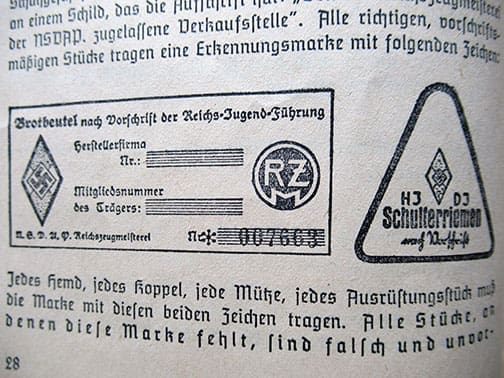 an einem Schild, das die Aufschrift
der NSDAP. zugelassene Verkaufsstelle". Alle richtigen, vorschrifts-
mäßigen Stücke tragen eine Erkennungsmarke mit folgenden Zeichen:
Brotbeutel nach Vorschrift der Reichs-Jugend-Führung
Herstellerfirma
Nr.:
Mitgliedsnummer
des Trägers:
RZM
N.S.D.A.P. Reichszeugmeisterei Nr. 007663
HJ DJ
Schulterriemen
nach Vorschrift
Jedes Hemd, jedes Koppel, jede Mütze, jedes Ausrüstungsstück muß
die Marke mit diesen beiden Zeichen tragen. Alle Stücke, an
denen diese Marke fehlt, sind falsch und unvor-
28